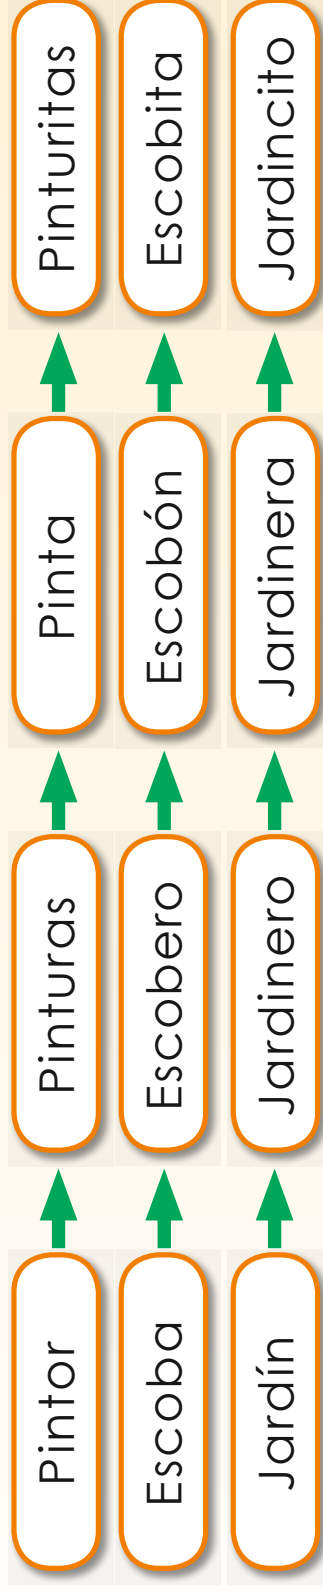 Pintor
Pinturas
Pinta
Pinturitas
Escoba
Escobero
Escobón
Escobita
Jardín
Jardinero
Jardinera
Jardincito